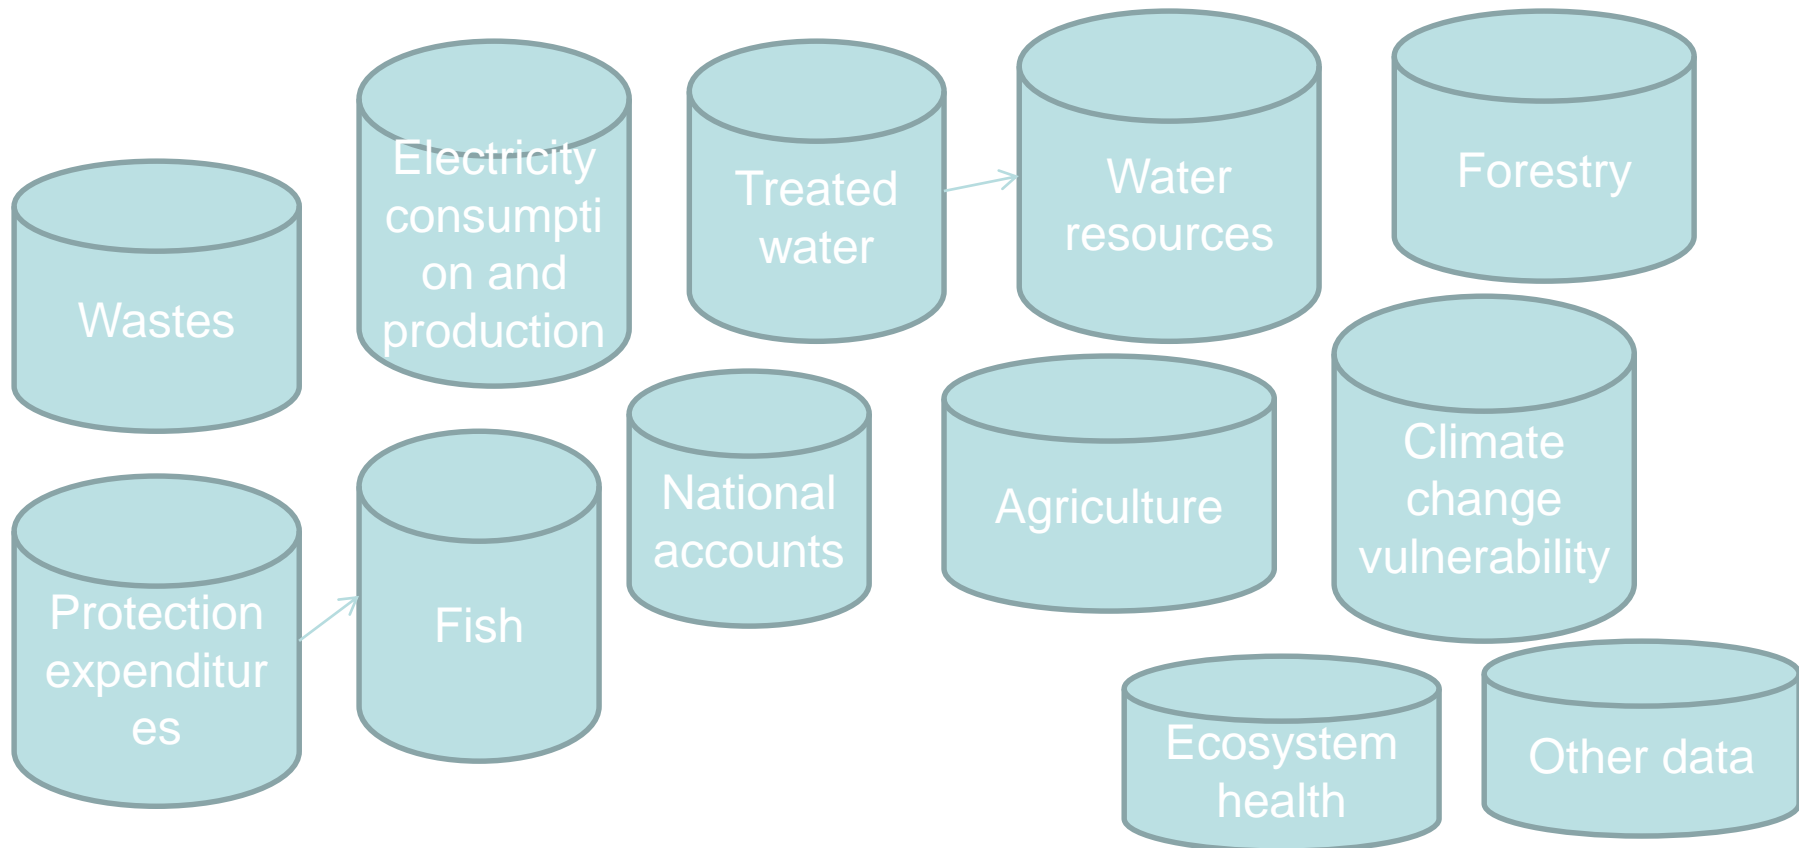 Electricity
consumpti
on and
production
Treated
water
Water
resources
Forestry
Wastes
National
accounts
Agriculture
Climate
change
vulnerability
Protection
expenditur
es
Fish
Ecosystem
health
Other data